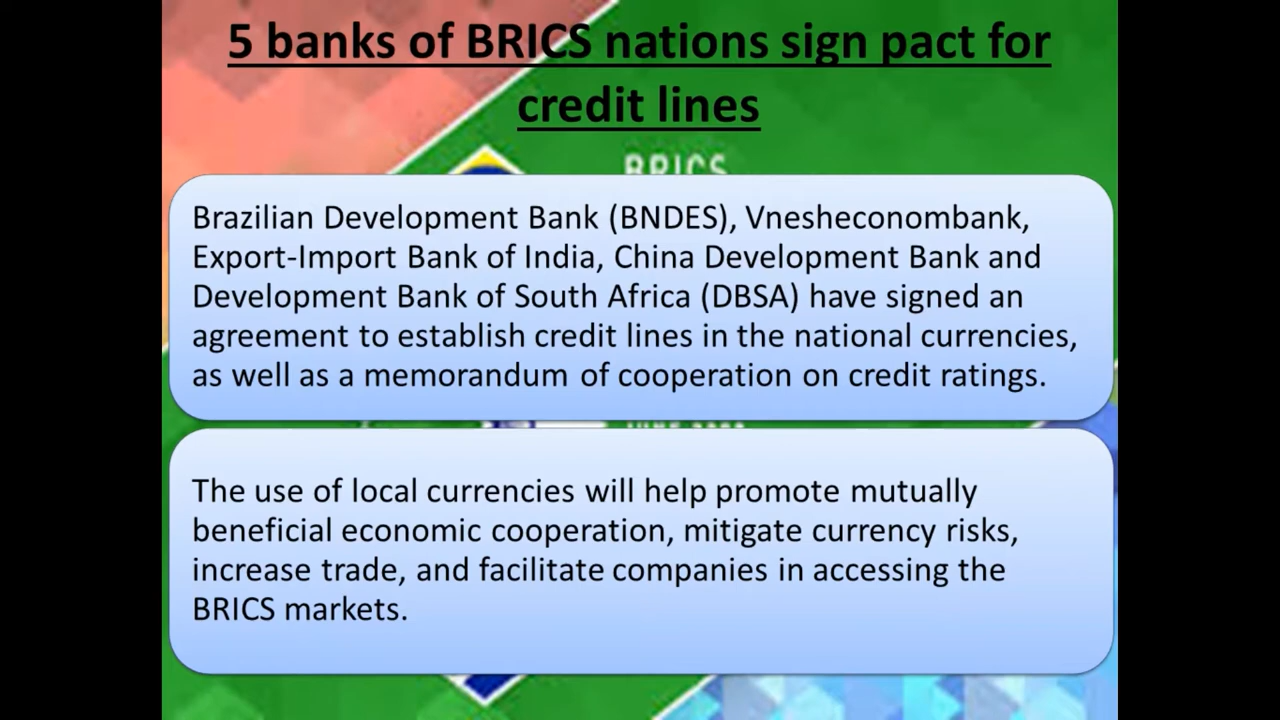 5 banks of BRICS nations sign pact for
credit lines
BRICS
Brazilian Development Bank (BNDES), Vnesheconombank,
Export-Import Bank of India, China Development Bank and
Development Bank of South Africa (DBSA) have signed an
agreement to establish credit lines in the national currencies,
as well as a memorandum of cooperation on credit ratings.
The use of local currencies will help promote mutually
beneficial economic cooperation, mitigate currency risks,
increase trade, and facilitate companies in accessing the
BRICS markets.